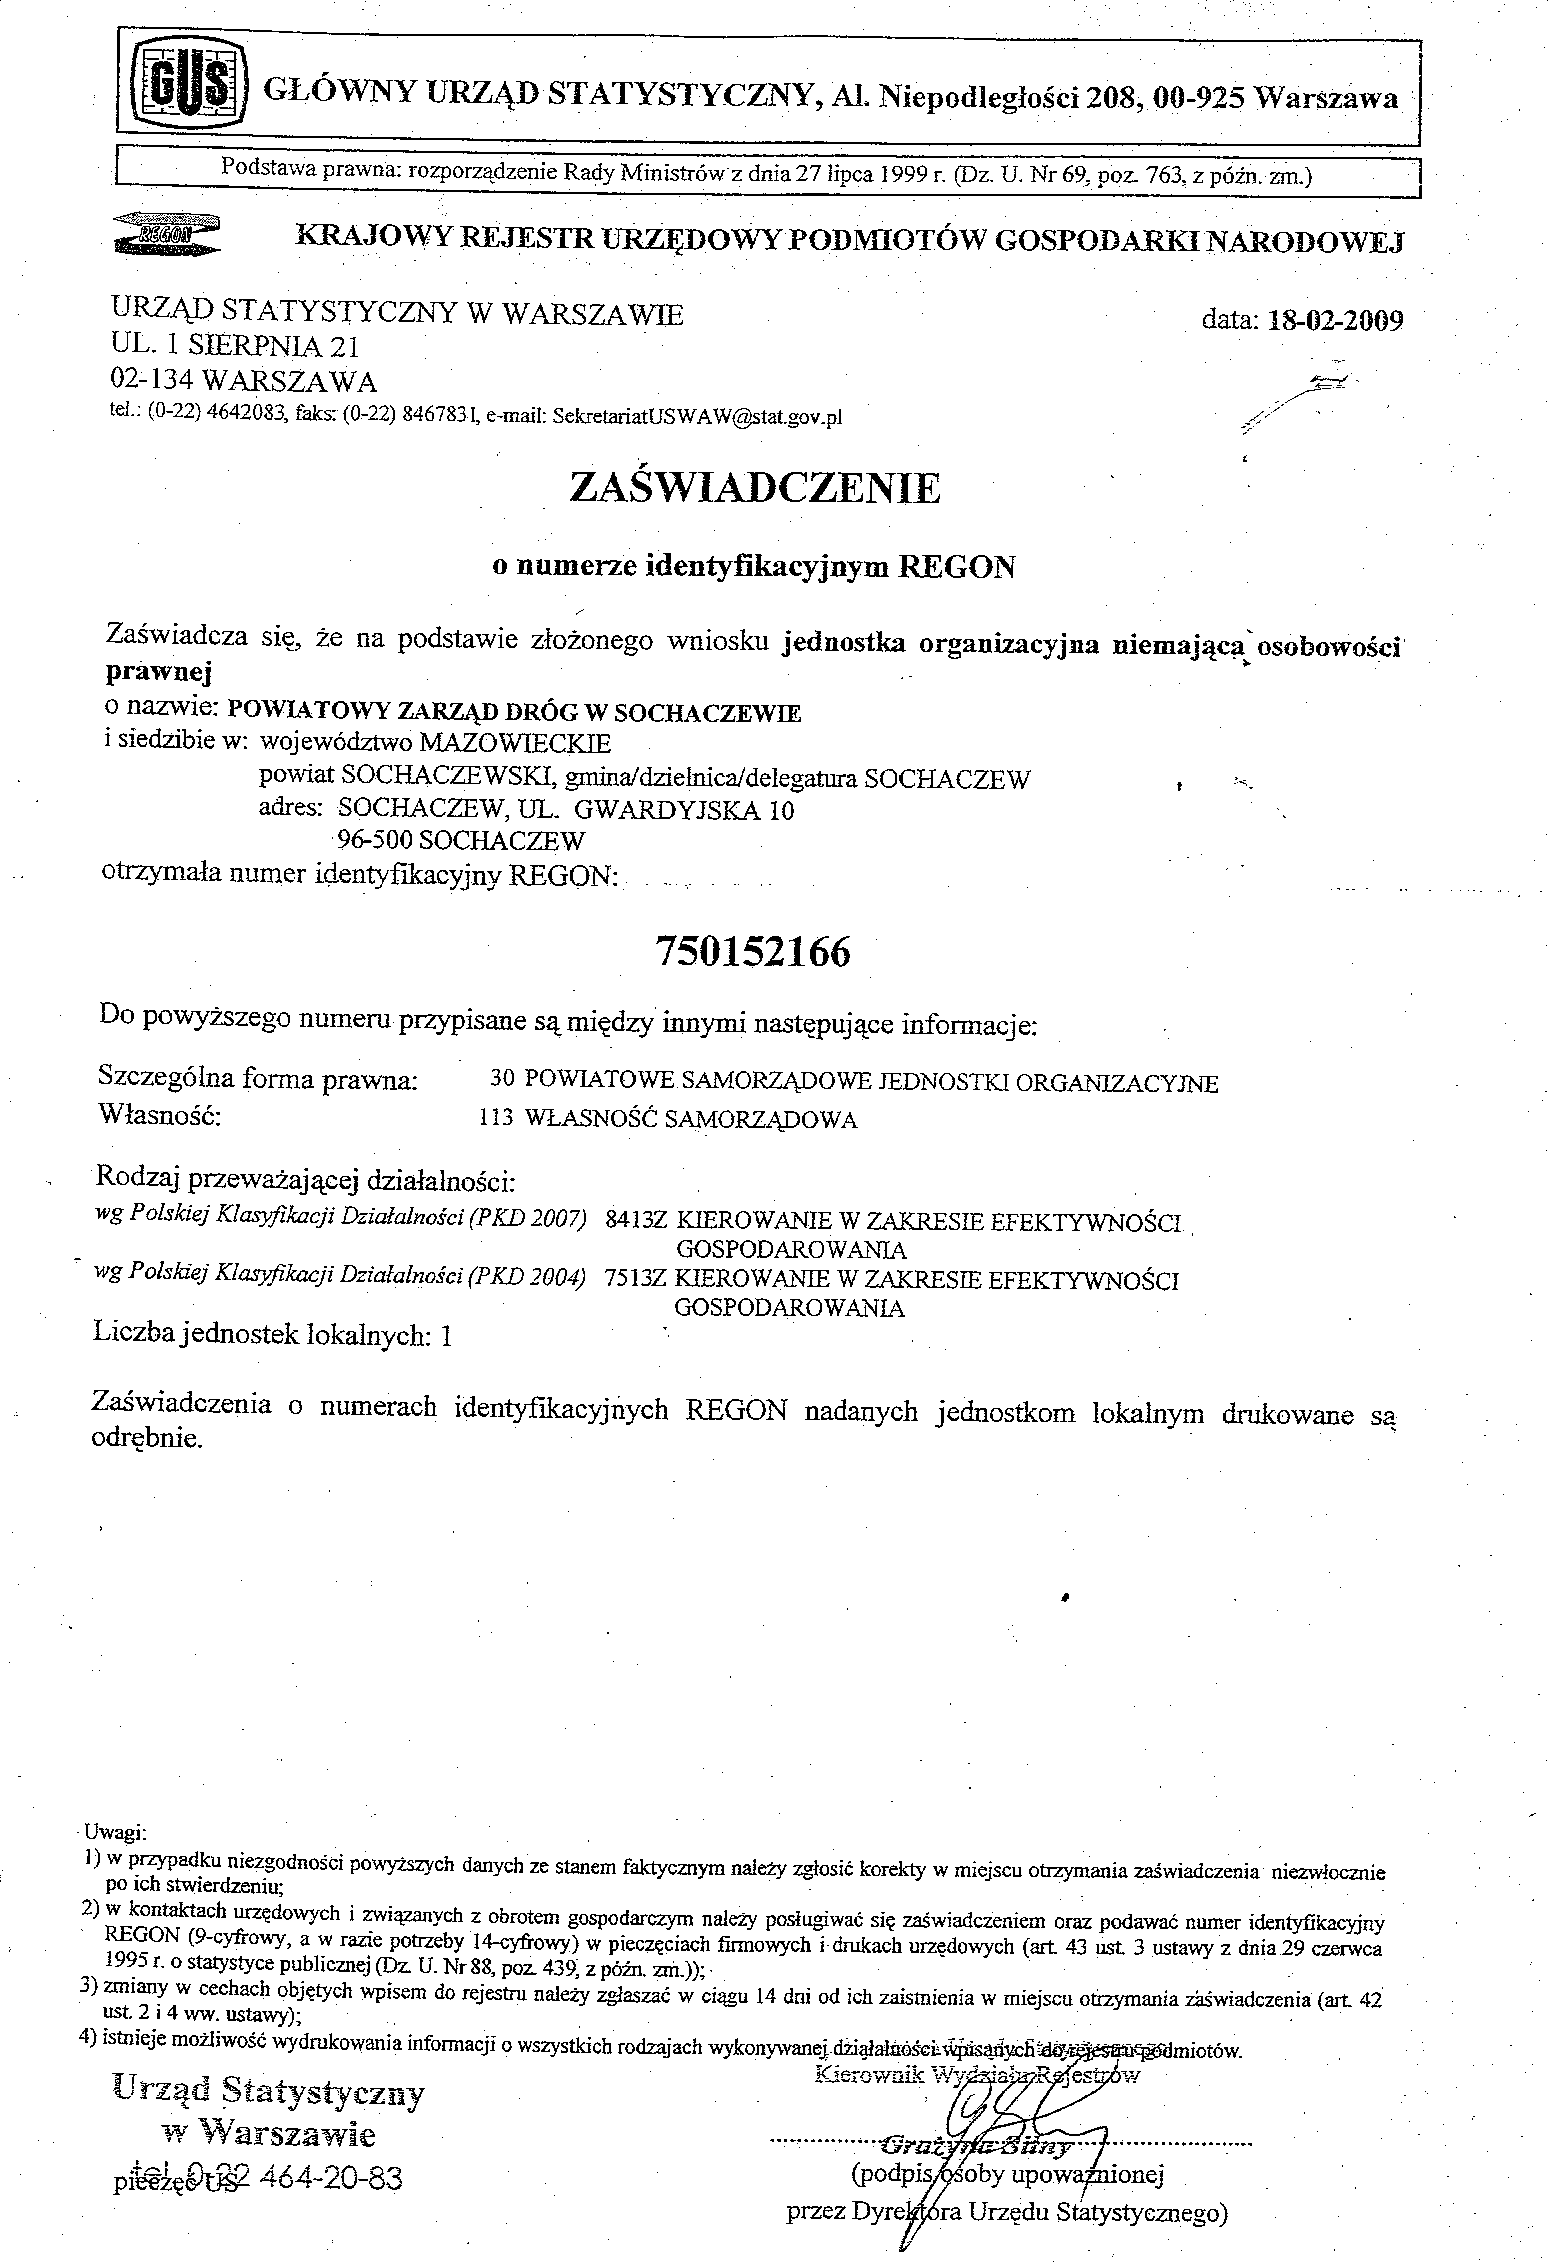 GUS
GŁÓWNY URZĄD STATYSTYCZNY, Al. Niepodległości 208, 00-925 Warszawa
Podstawa prawna: rozporządzenie Rady Ministrów z dnia 27 lipca 1999 r. (Dz. U. Nr 69, poz. 763, z późn. zm.)
REGON
KRAJOWY REJESTR URZĘDOWY PODMIOTÓW GOSPODARKI NARODOWEJ
URZĄD STATYSTYCZNY W WARSZAWIE
data: 18-02-2009
UL. 1 SIERPNIA 21
02-134 WARSZAWA
tel.: (0-22) 4642083, faks: (0-22) 8467831, e-mail: SekretariatUSWAW@stat.gov.pl
ZAŚWIADCZENIE
o numerze identyfikacyjnym REGON
Zaświadcza się, że na podstawie złożonego wniosku jednostka organizacyjna niemająca osobowości
prawnej
o nazwie: POWIATOWY ZARZĄD DRÓG W SOCHACZEWIE
i siedzibie w: województwo MAZOWIECKIE
powiat SOCHACZEWSKI, gmina/dzielnica/delegatura SOCHACZEW
adres: SOCHACZEW, UL. GWARDYJSKA 10
96-500 SOCHACZEW
otrzymała numer identyfikacyjny REGON:
750152166
Do powyższego numeru przypisane są między innymi następujące informacje:
Szczególna forma prawna: 30 POWIATOWE SAMORZĄDOWE JEDNOSTKI ORGANIZACYJNE
Własność: 113 WŁASNOŚĆ SAMORZĄDOWA
Rodzaj przeważającej działalności:
wg Polskiej Klasyfikacji Działalności (PKD 2007) 8413Z KIEROWANIE W ZAKRESIE EFEKTYWNOŚCI
GOSPODAROWANIA
wg Polskiej Klasyfikacji Działalności (PKD 2004) 7513Z KIEROWANIE W ZAKRESIE EFEKTYWNOŚCI
GOSPODAROWANIA
Liczba jednostek lokalnych: 1
Zaświadczenia o numerach identyfikacyjnych REGON nadanych jednostkom lokalnym drukowane są
odrębnie.
Uwagi:
1) w przypadku niezgodności powyższych danych ze stanem faktycznym należy zgłosić korekty w miejscu otrzymania zaświadczenia niezwłocznie
po ich stwierdzeniu;
2) w kontaktach urzędowych i związanych z obrotem gospodarczym należy posługiwać się zaświadczeniem oraz podawać numer identyfikacyjny
REGON (9-cyfrowy, a w razie potrzeby 14-cyfrowy) w pieczęciach firmowych i drukach urzędowych (art. 43 ust. 3 ustawy z dnia 29 czerwca
1995 r. o statystyce publicznej (Dz. U. Nr 88, poz. 439, z późn. zm.));
3) zmiany w cechach objętych wpisem do rejestru należy zgłaszać w ciągu 14 dni od ich zaistnienia w miejscu otrzymania zaświadczenia (art. 42
ust. 2 i 4 ww. ustawy);
4) istnieje możliwość wydrukowania informacji o wszystkich rodzajach wykonywanej działalności wpisanych do rejestru podmiotów.
Kierownik Wydziału Rejestrów
Urząd Statystyczny
w Warszawie
Grażyna
pieczęć US 464-20-83
(podpis osoby upoważnionej
przez Dyrektora Urzędu Statystycznego)